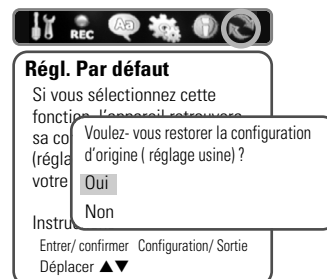 REC
Aa
Régl. Par défaut
Si vous sélectionnez cette
fonction, l'appareil retrouvera
sa co
(régla
votre
Voulez- vous restorer la configuration
d'origine ( réglage usine) ?
Oui
Non
Instru
Entrer/ confirmer Configuration/ Sortie
Déplacer ▲▼